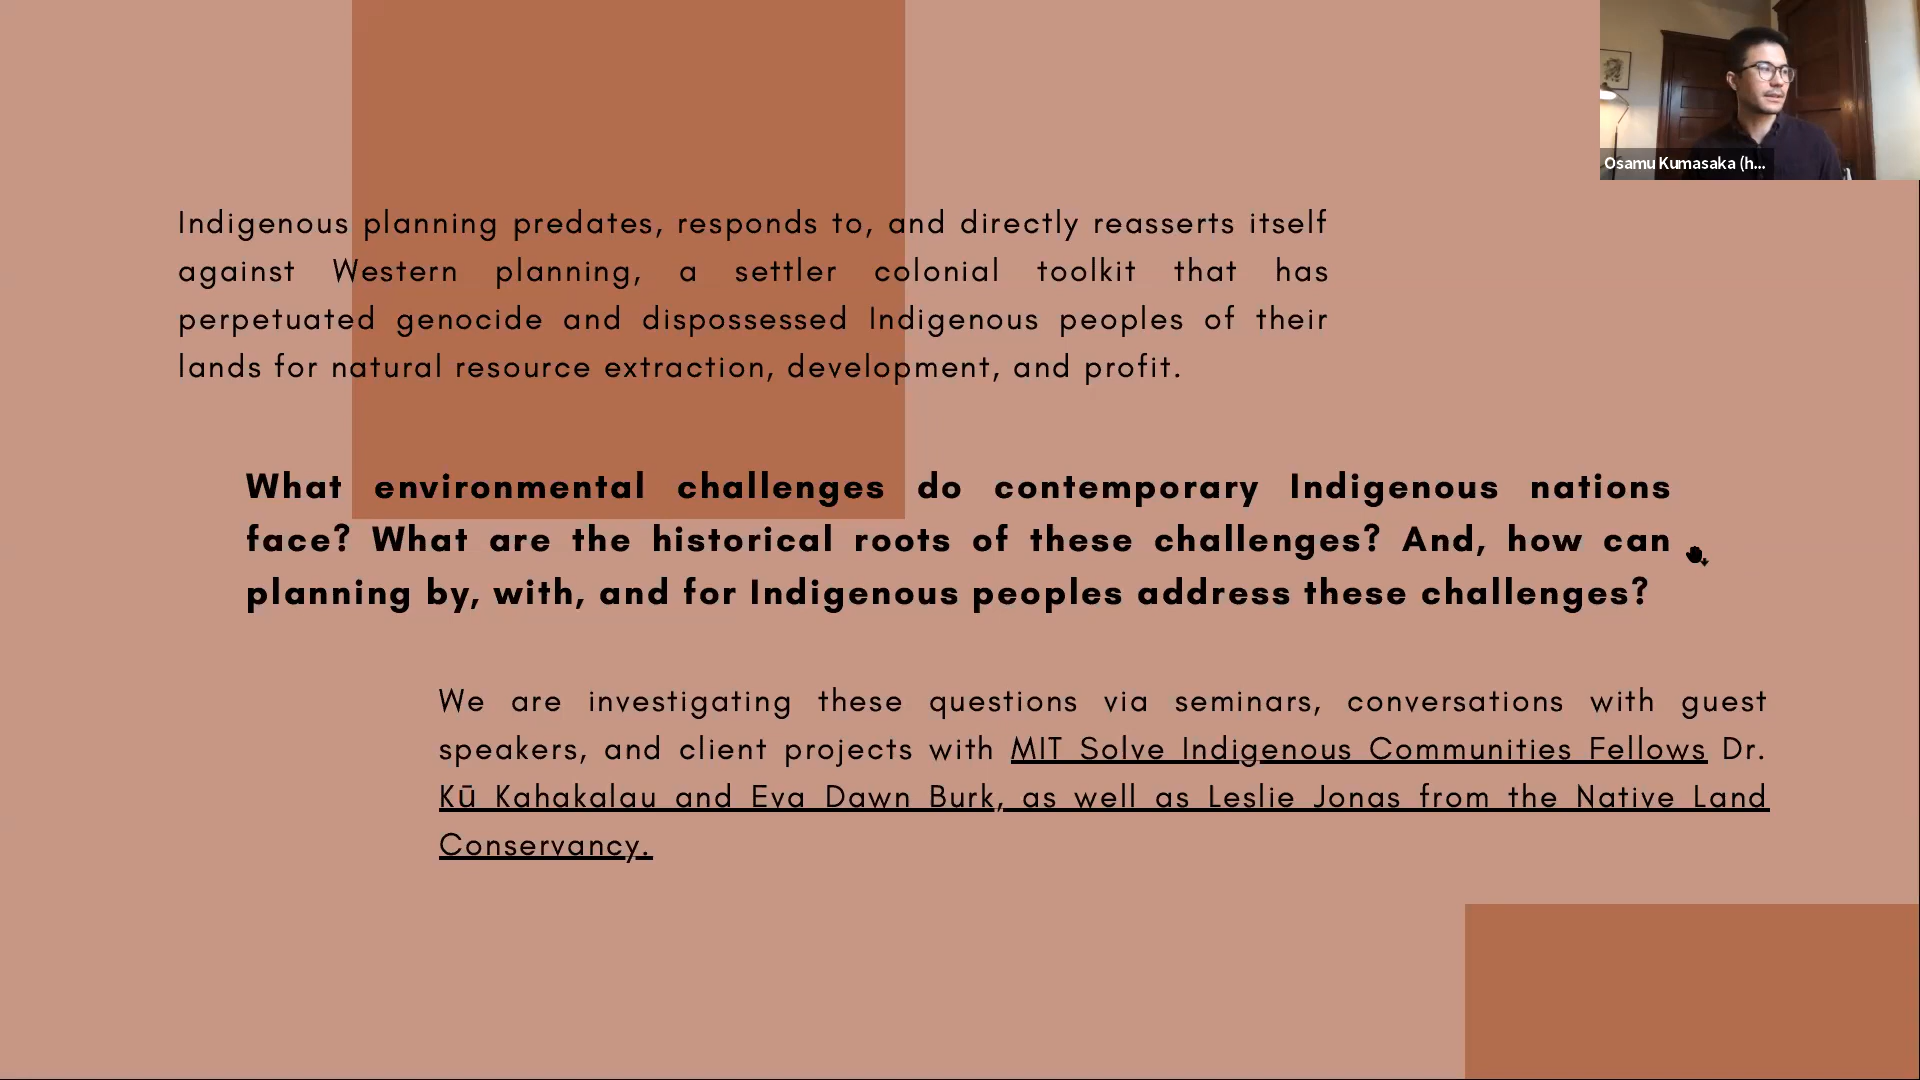 Osamu Kumasaka (h...
Indigenous planning predates, responds to, and directly reasserts itself
against Western planning, a settler colonial toolkit that has
perpetuated genocide and dispossessed Indigenous peoples of their
lands for natural resource extraction, development, and profit.
What environmental challenges do contemporary Indigenous nations
face? What are the historical roots of these challenges? And, how can
planning by, with, and for Indigenous peoples address these challenges?
We are investigating these questions via seminars, conversations with guest
speakers, and client projects with MIT Solve Indigenous Communities Fellows Dr.
Kū Kahakalau and Eva Dawn Burk, as well as Leslie Jonas from the Native Land
Conservancy.